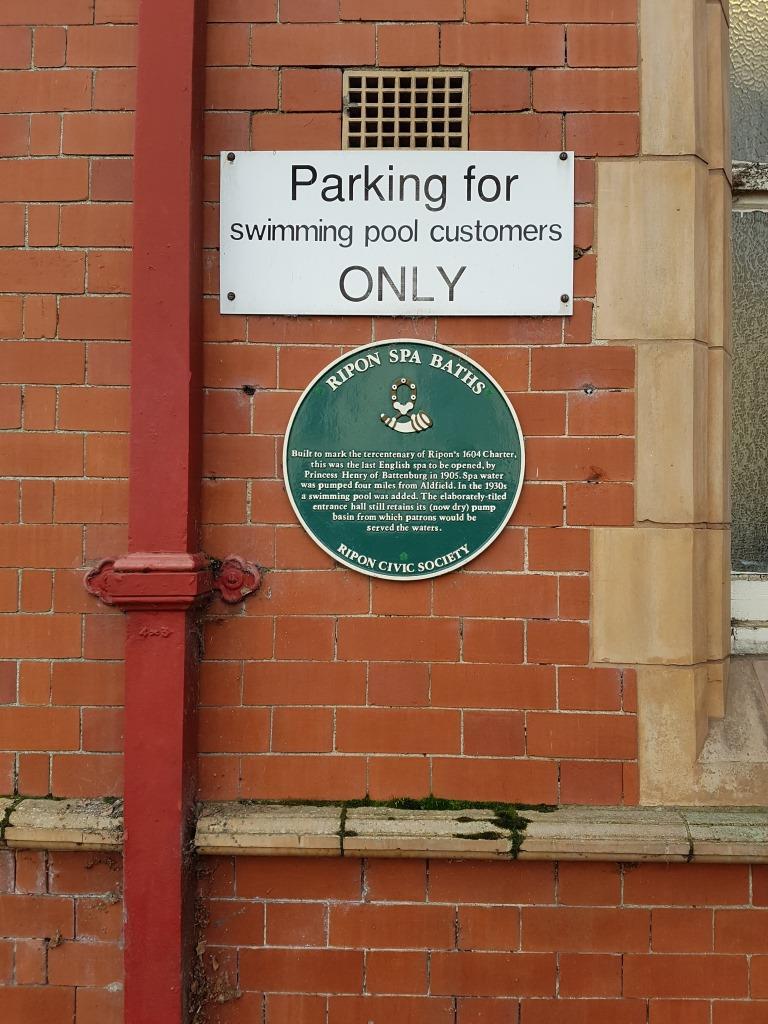 Parking for
swimming pool customers
ONLY
RIPON SPA BATHS
Built to mark the tercentenary of Ripon's 1604 Charter,
this was the last English spa to be opened, by
Princess Henry of Battenburg in 1905. Spa water
was pumped four miles from Aldfield. In the 1930s
a swimming pool was added. The elaborately-tiled
entrance hall still retains its (now dry) pump
basin from which patrons would be
served the waters.
RIPON CIVIC SOCIETY